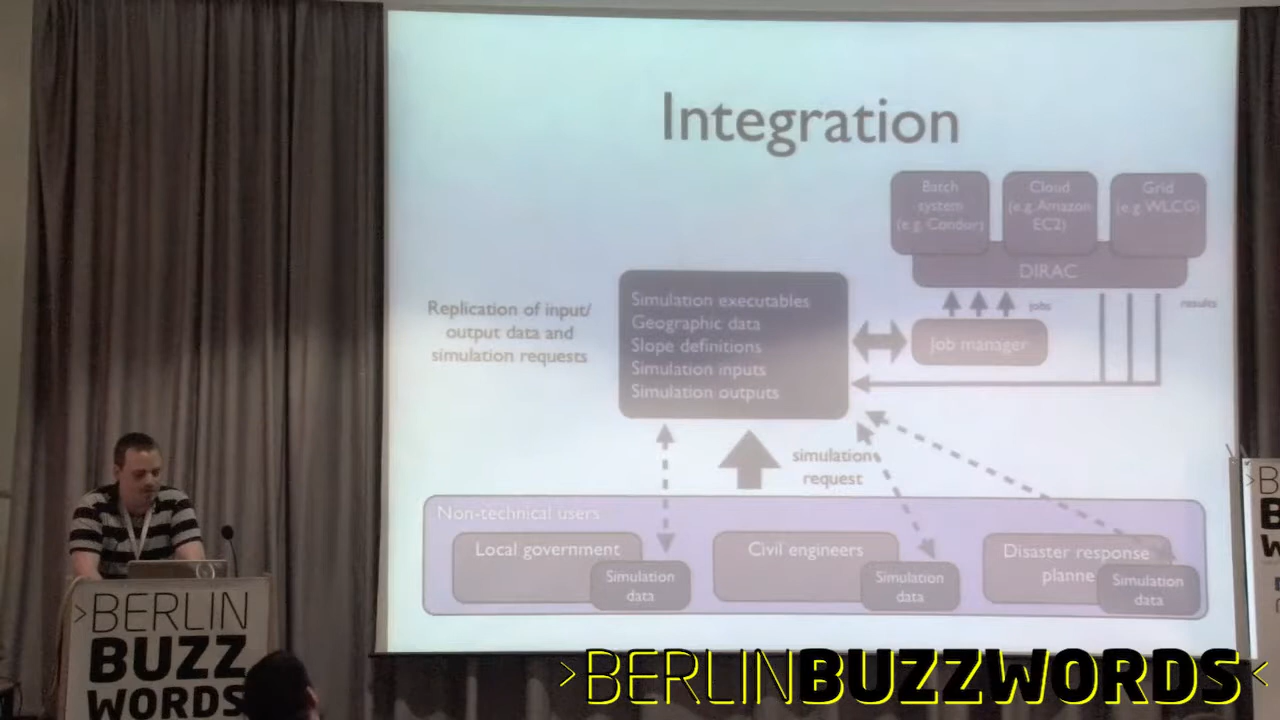 Integration
Batch
system
(e.g. Condor)
Cloud
(e.g. Amazon
EC2)
Grid
(e.g. WLCG)
DIRAC
Replication of input/
output data and
simulation requests
Simulation executables
Geographic data
Slope definitions
Simulation inputs
Simulation outputs
jobs
results
Job manager
simulation
request
Non-technical users
Local government
Simulation
data
Civil engineers
Simulation
data
Disaster response
planne
Simulation
data
>BERLIN
BUZZ
WORDS
>BERLINBUZZWORDS<